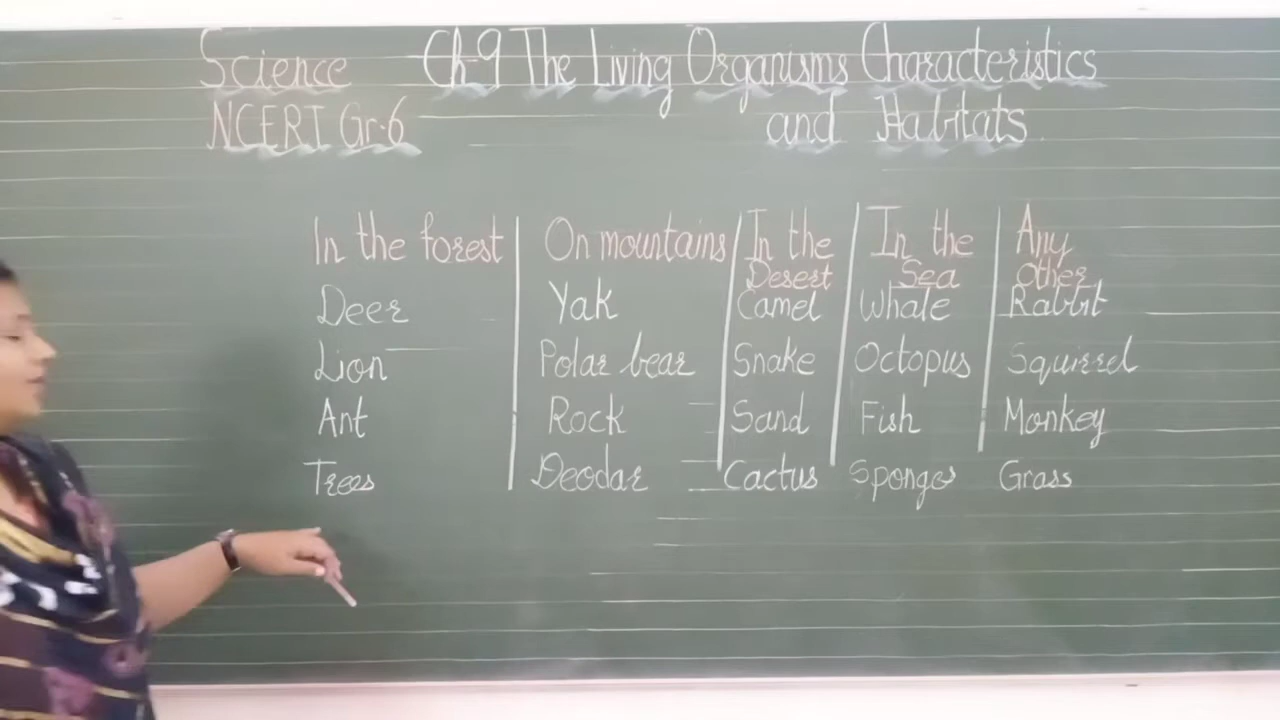 Science Ch-9 The Living Organisms Characteristics
NCERT Gr-6 and Habitats
In the forest On mountains In the Desert In the Sea Any Other
Deer Yak Camel Whale Rabbit
Lion Polar bear Snake Octopus Squirrel
Ant Rock Sand Fish Monkey
Trees Deodar Cactus Sponges Grass